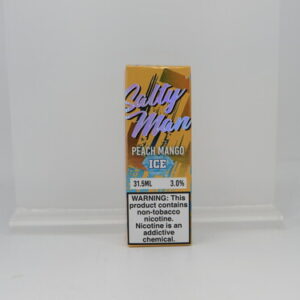 Salty
Man
PEACH MANGO
ICE
31.5ML 3.0%
WARNING: This
product contains
non-tobacco
nicotine.
Nicotine is an
addictive
chemical.